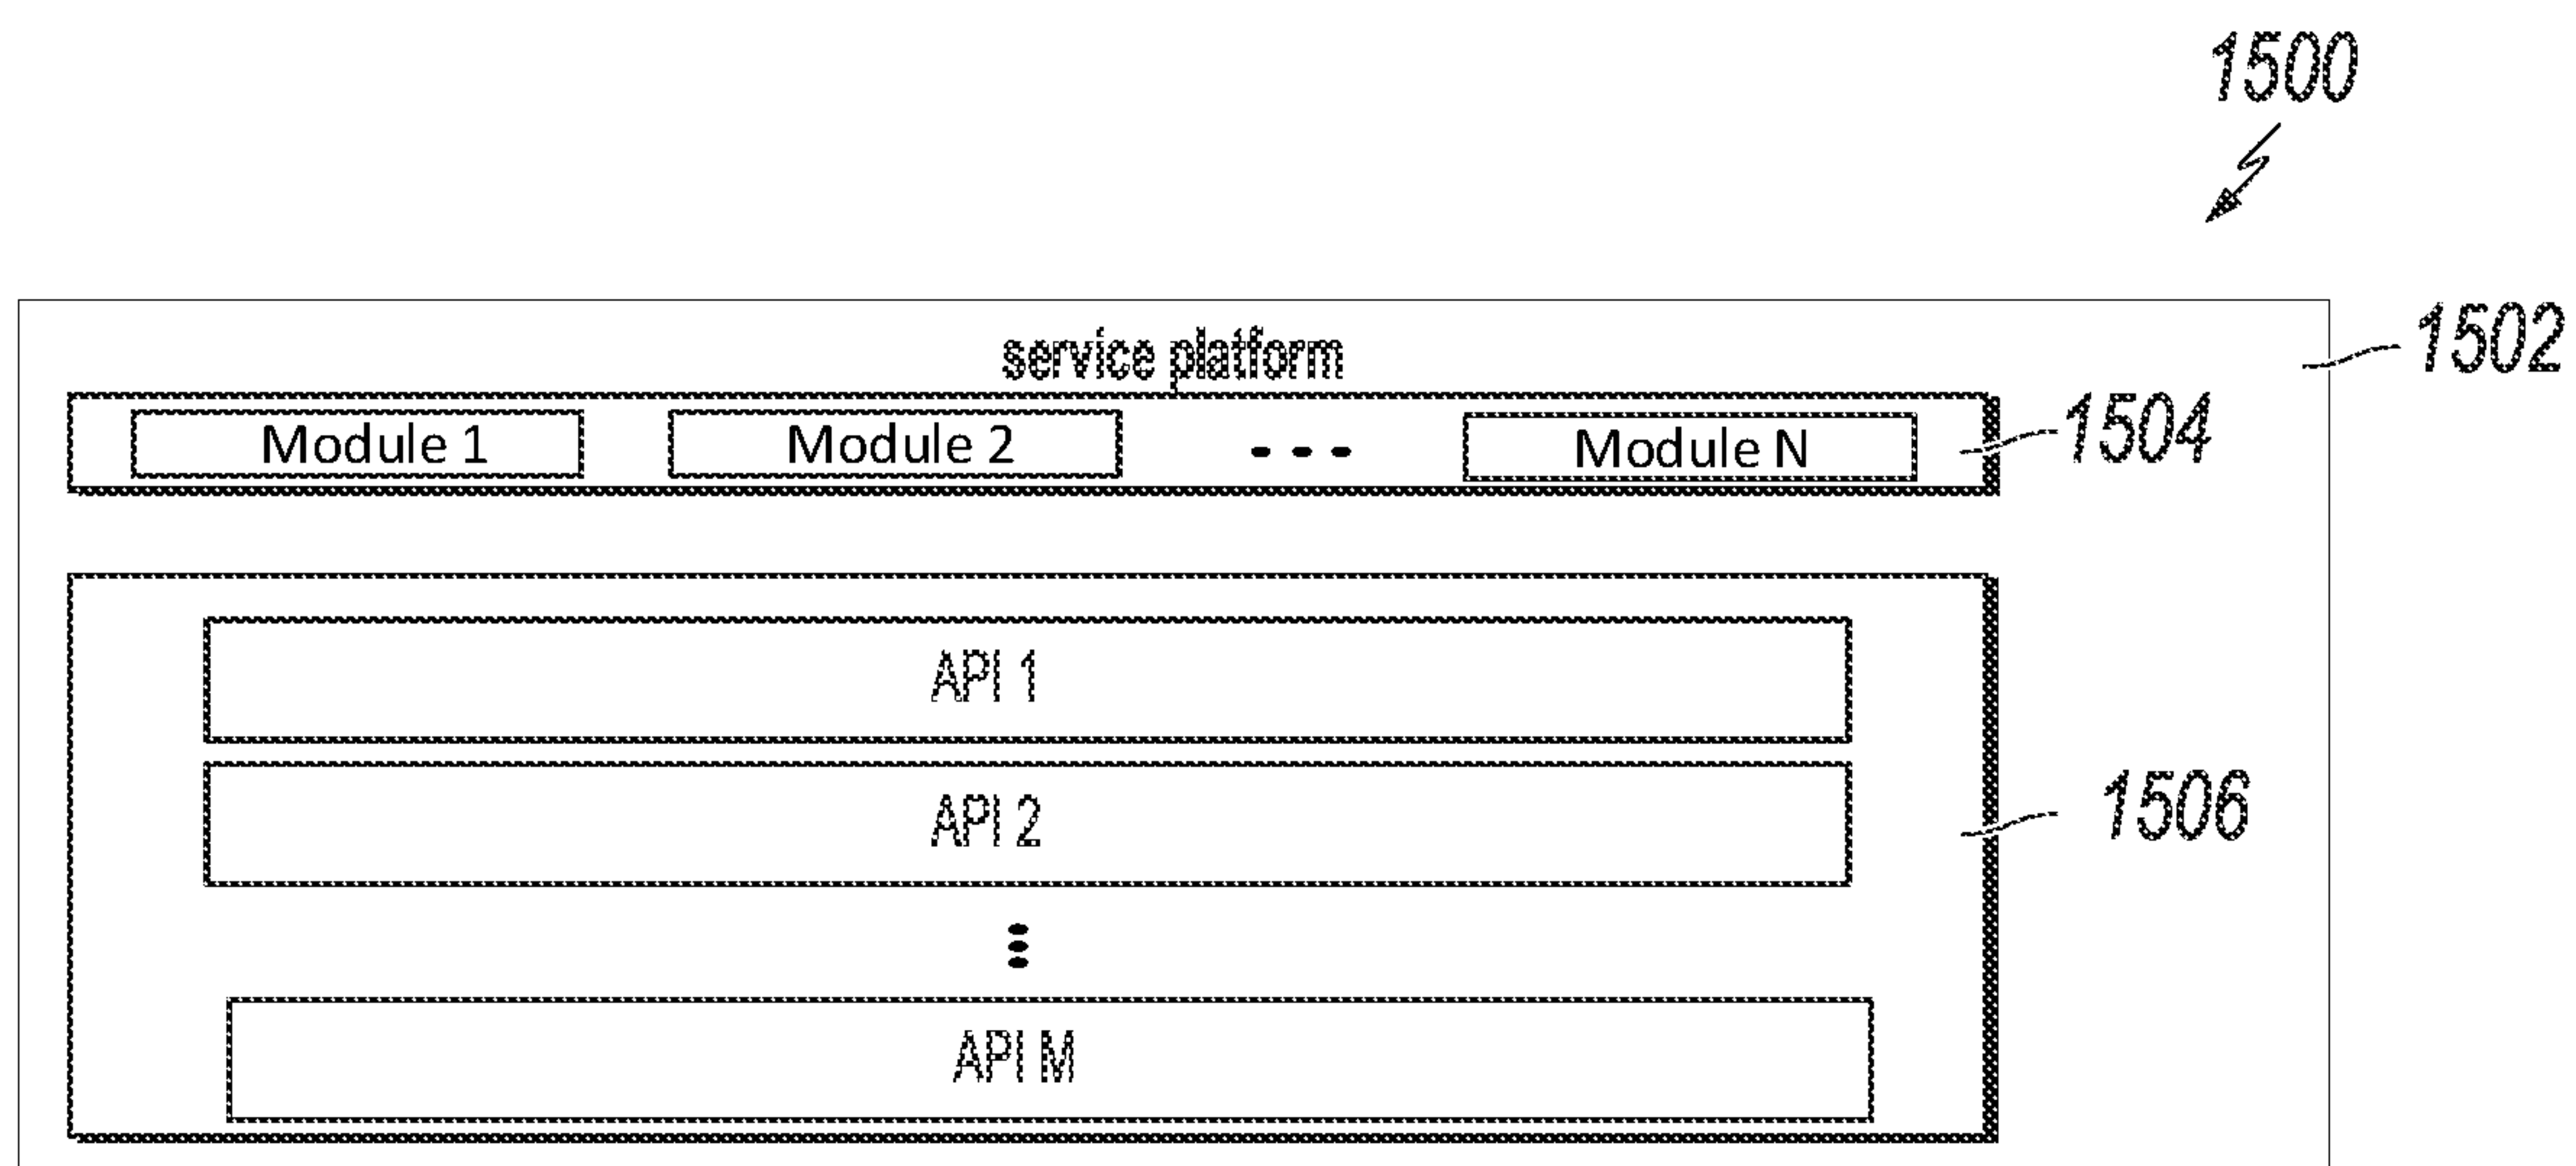 1500
1502
service platform
Module 1 Module 2 ... Module N 1504
API 1
API 2 1506
API M